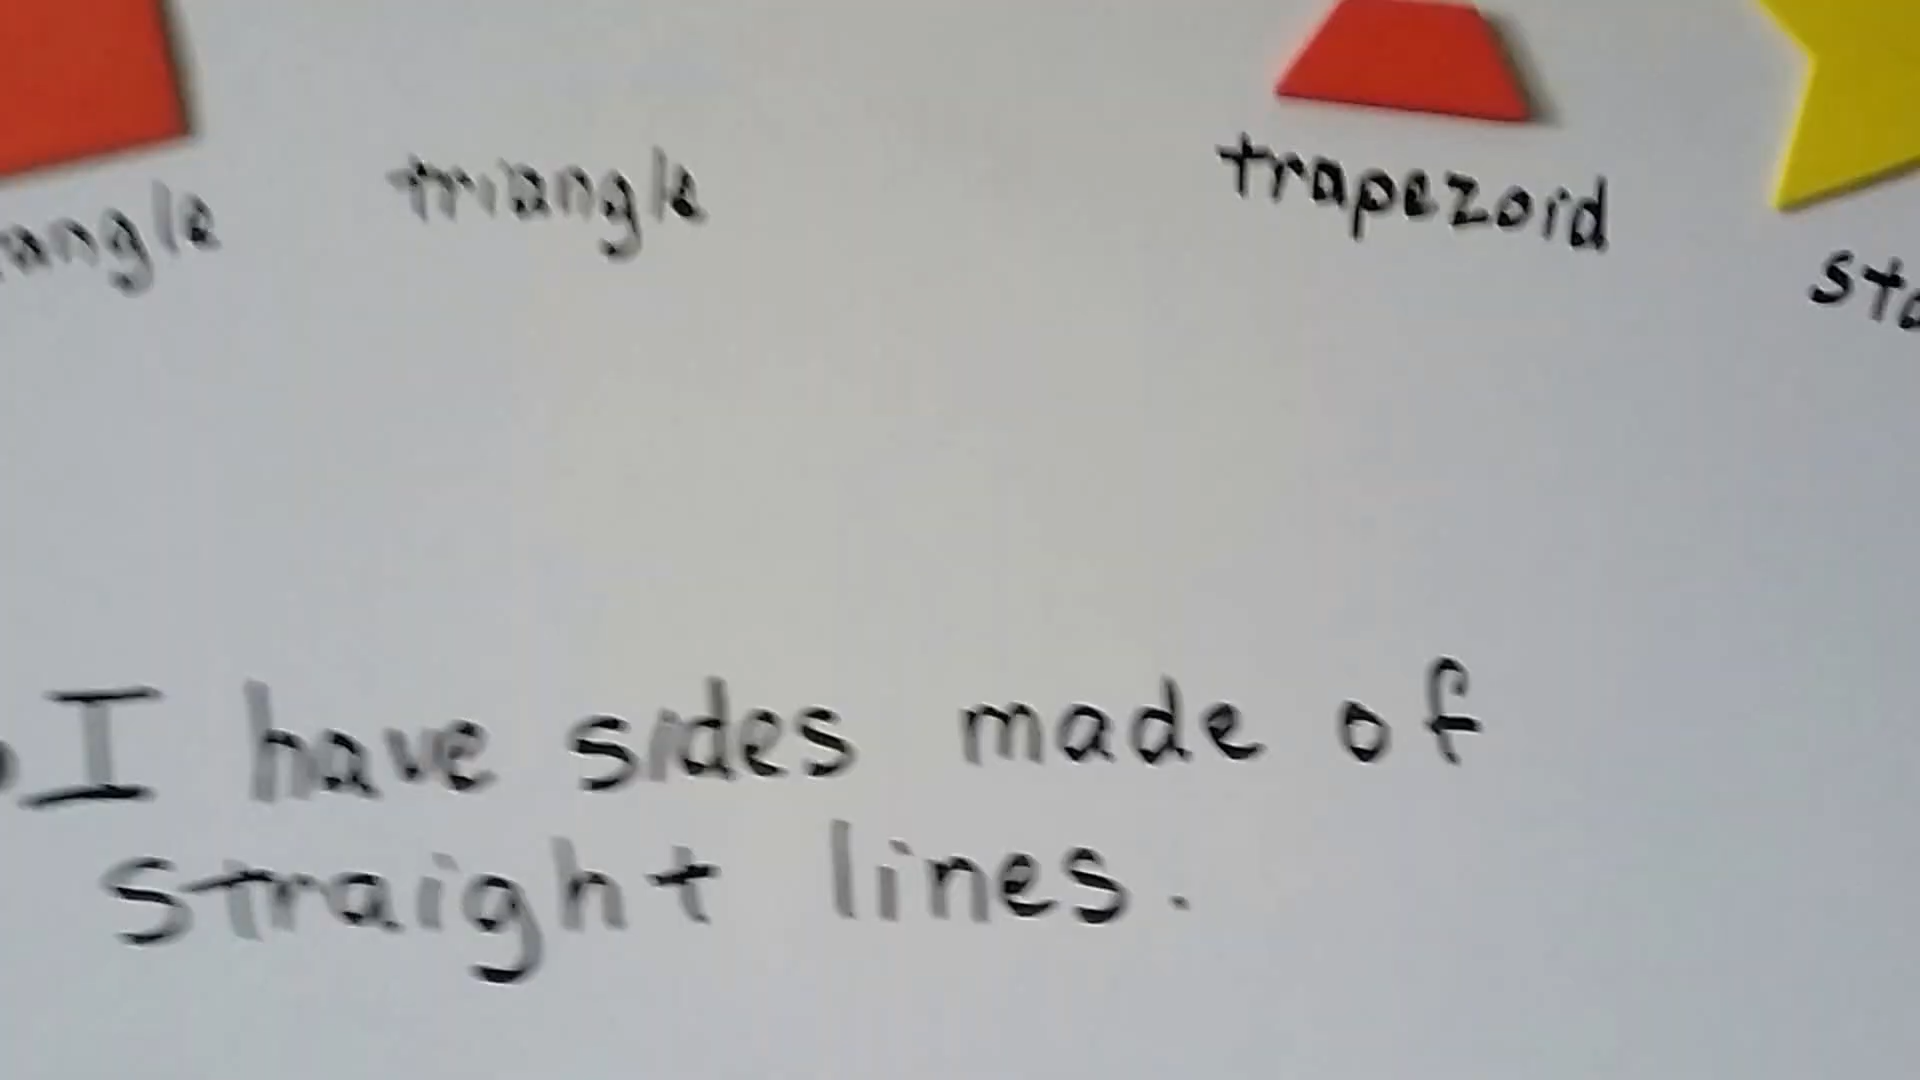 triangle
trapezoid
I have sides made of
straight lines.